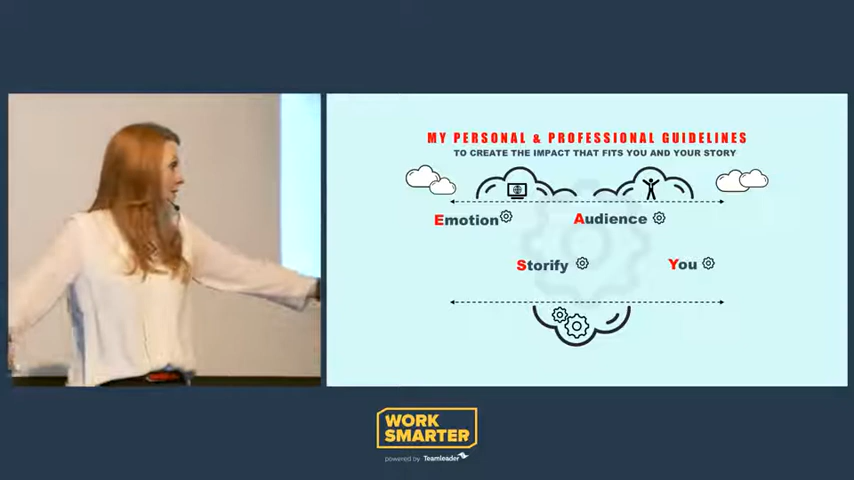 MY PERSONAL & PROFESSIONAL GUIDELINES
TO CREATE THE IMPACT THAT FITS YOU AND YOUR STORY
Emotion Audience
Storify You
WORK
SMARTER
powered by Teamleader